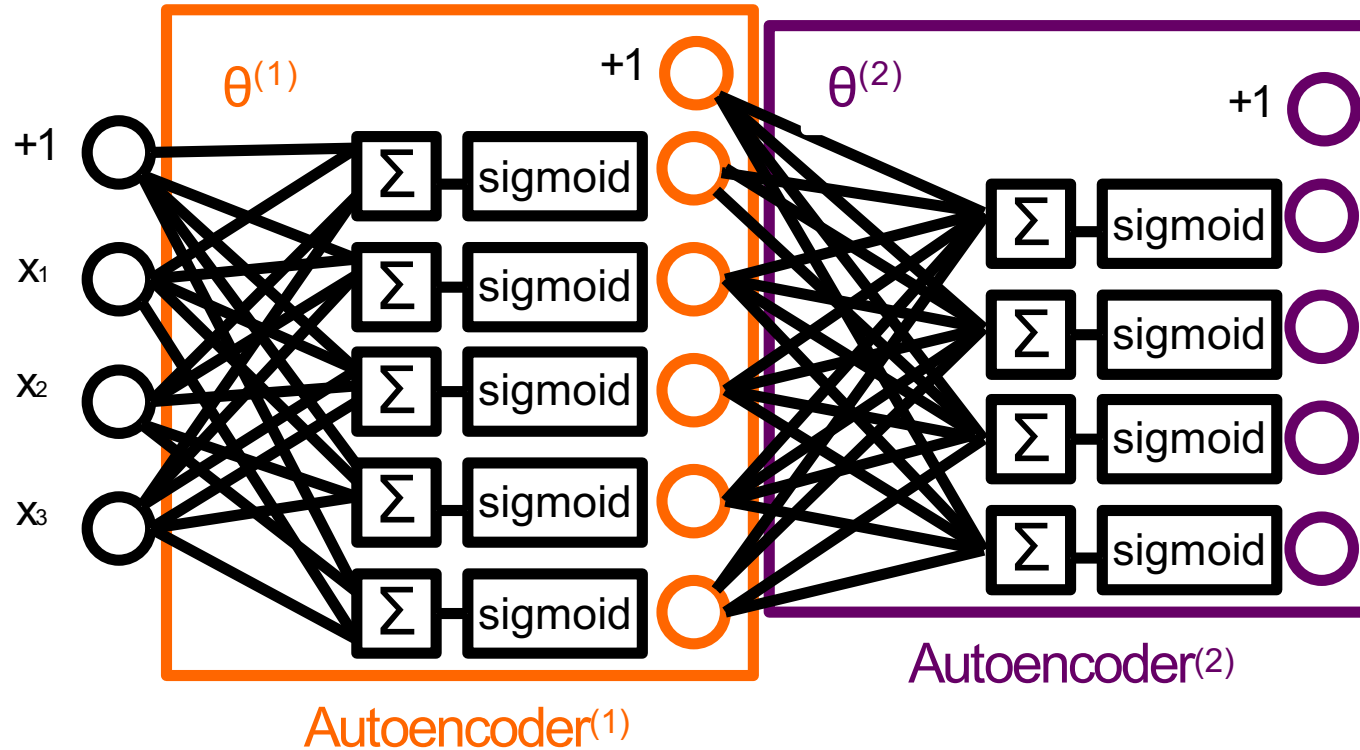 θ(1)
+1
θ(2)
+1
+1
Σ sigmoid
Σ sigmoid
x1
Σ sigmoid
Σ sigmoid
x2
Σ sigmoid
Σ sigmoid
x3
Σ sigmoid
Σ sigmoid
Σ sigmoid
Autoencoder(2)
Autoencoder(1)